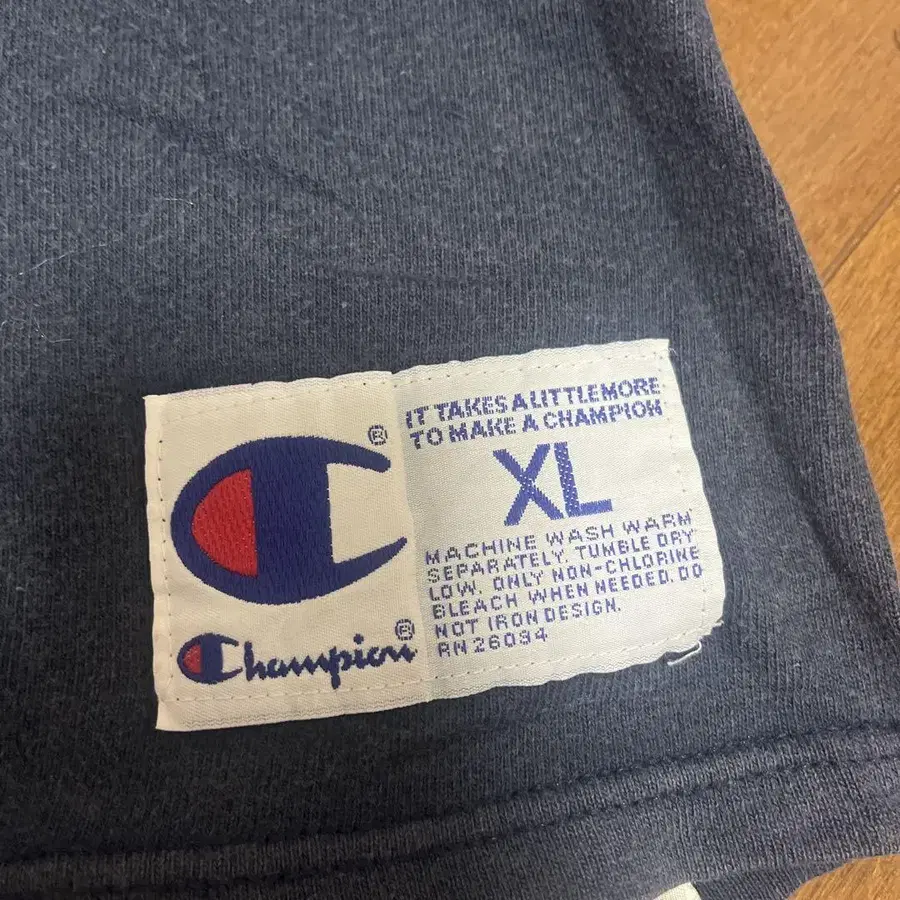 IT TAKES A LITTLE MORE
TO MAKE A CHAMPION
XL
MACHINE WASH WARM
SEPARATELY. TUMBLE DRY
LOW. ONLY NON-CHLORINE
BLEACH WHEN NEEDED. DO
NOT IRON DESIGN.
RN 26094
®
Champion®